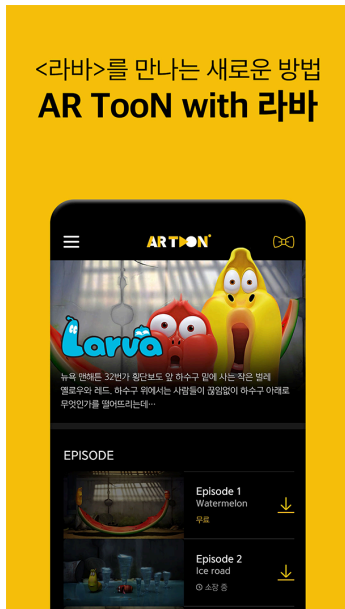 <라바>를 만나는 새로운 방법
AR TooN with 라바
ARTOON
Larva
뉴욕 맨해튼 32번가 횡단보도 앞 하수구 밑에 사는 작은 벌레
옐로우와 레드. 하수구 위에서는 사람들이 끊임없이 하수구 아래로
무엇인가를 떨어뜨리는데…
EPISODE
Episode 1
Watermelon
무료
Episode 2
Ice road
소장 중